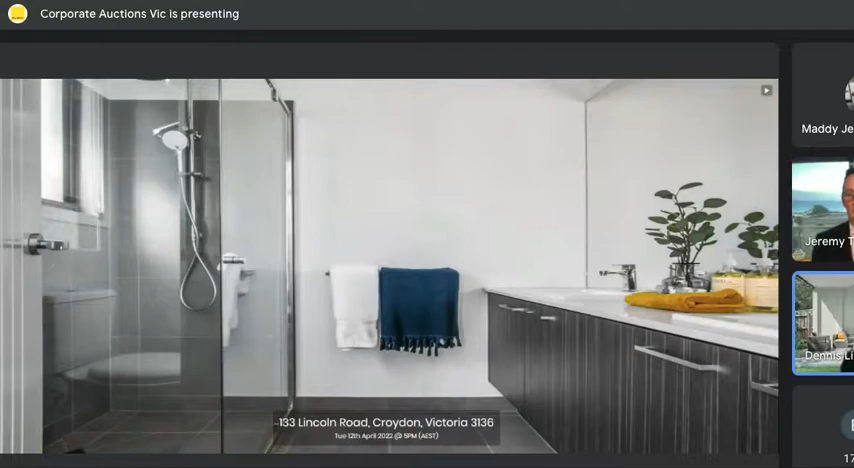 Corporate Auctions Vic is presenting
Maddy Je
Jeremy T
Dennis Li
133 Lincoln Road, Croydon, Victoria 3136
Tue 12th April 2022 @ 5PM (AEST)
17